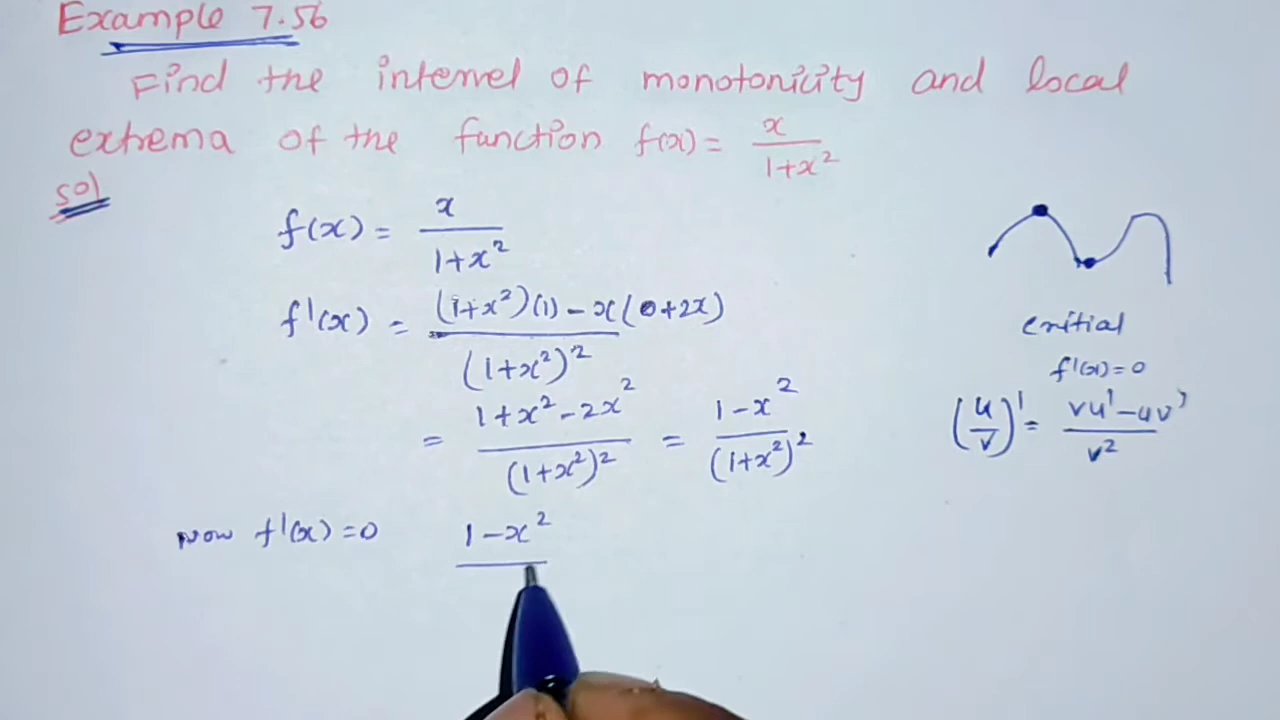 Example 7.56
Find the interval of monotonicity and local
extrema of the function f(x) = x/(1+x²)
sol
f(x) = x/(1+x²)
f'(x) = ((1+x²)(1) - x(0+2x))/(1+x²)²
= (1+x²-2x²)/(1+x²)² = (1-x²)/(1+x²)²
now f'(x) = 0 1-x²
critial
f'(x) = 0
(u/v)' = (vu' - uv')/v²